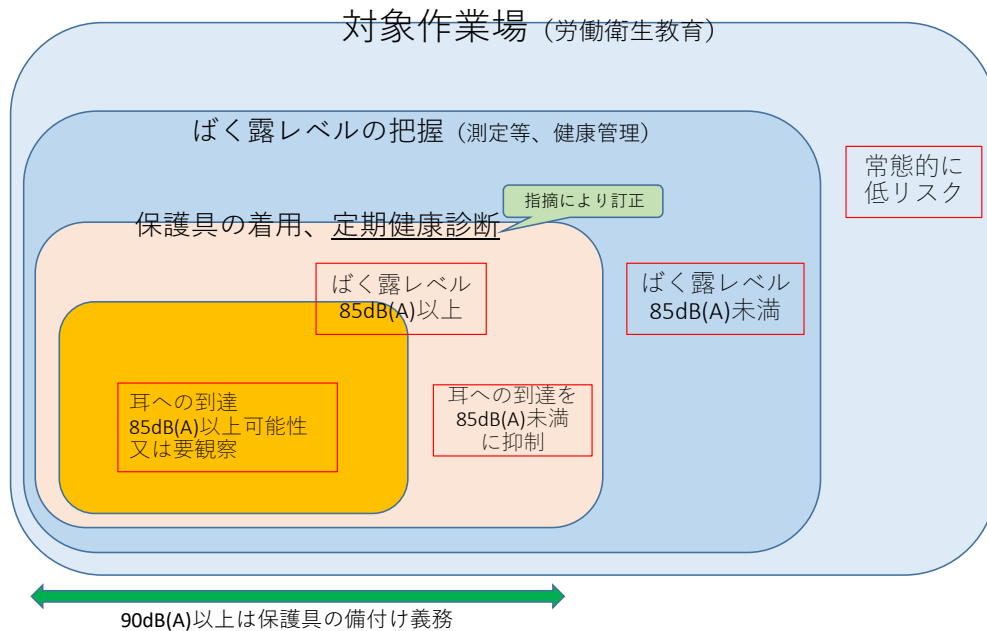 対象作業場（労働衛生教育）
ばく露レベルの把握（測定等、健康管理）
常態的に
低リスク
指摘により訂正
保護具の着用、定期健康診断
ばく露レベル
85dB(A)以上
ばく露レベル
85dB(A)未満
耳への到達
85dB(A)以上可能性
又は要観察
耳への到達を
85dB(A)未満
に抑制
90dB(A)以上は保護具の備付け義務